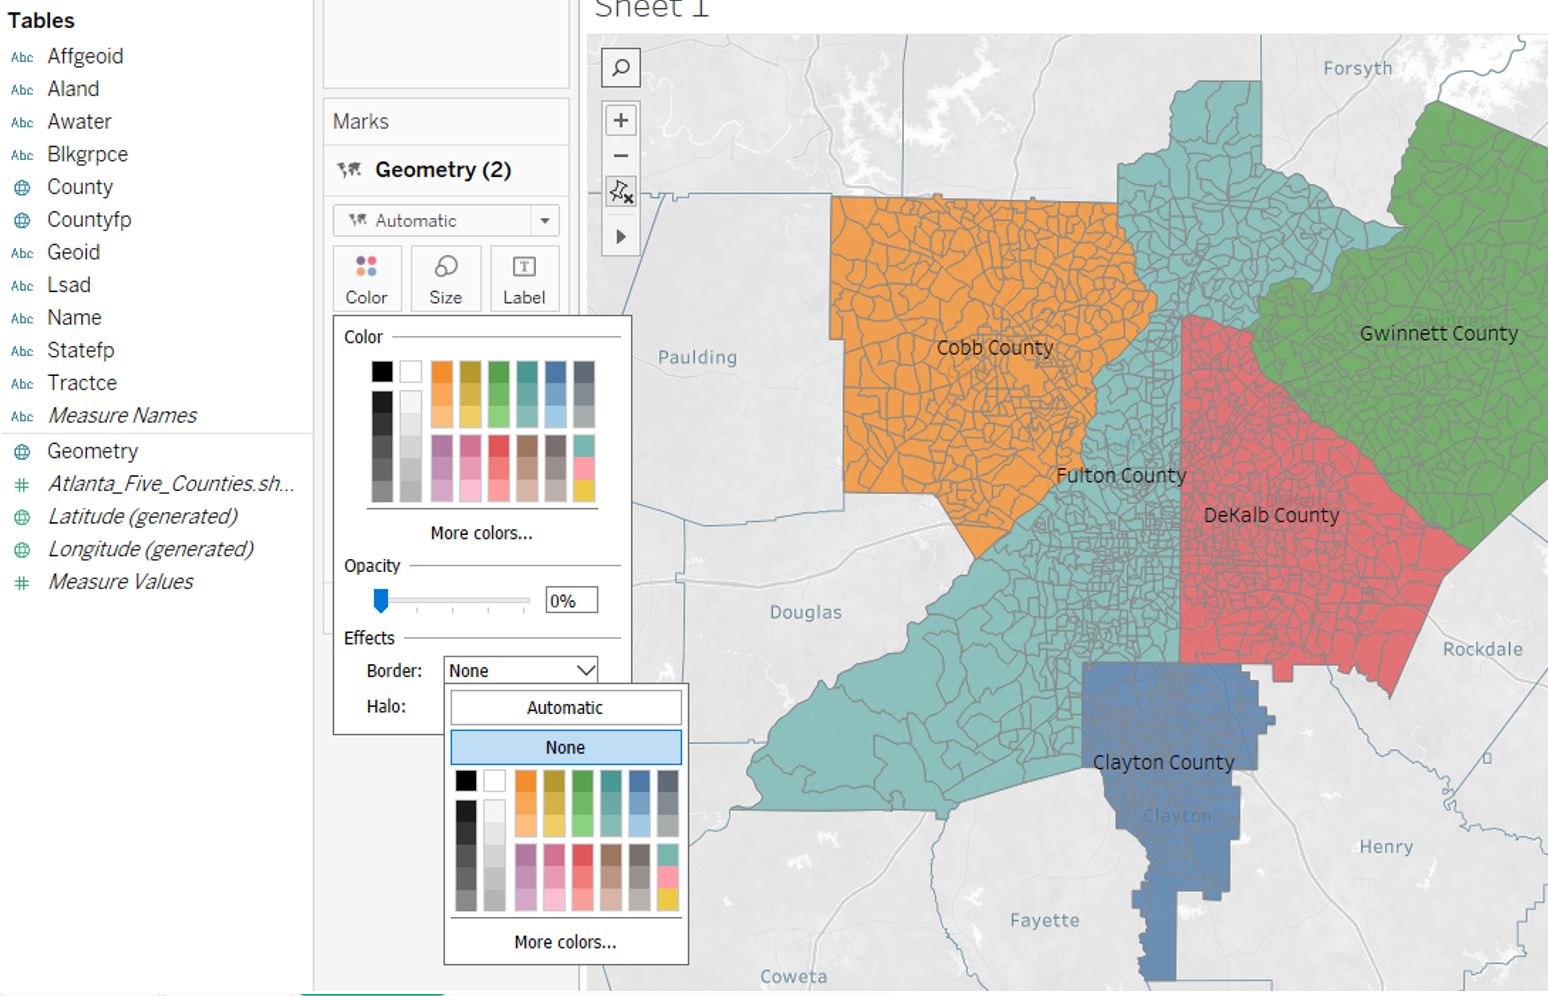 Tables
Abc Affgeoid
Abc Aland
Abc Awater
Abc Blkgrpce
County
Countyfp
Abc Geoid
Abc Lsad
Abc Name
Abc Statefp
Abc Tractce
Abc Measure Names
Geometry
# Atlanta_Five_Counties.sh...
Latitude (generated)
Longitude (generated)
# Measure Values
Marks
Geometry (2)
Automatic
Color
Size
T
Label
Color
More colors...
Opacity
0%
Effects
Border:
None
Halo:
Automatic
None
More colors...
Sheet 1
+
−
Forsyth
Paulding
Cobb County
Gwinnett
Gwinnett County
Fulton County
DeKalb County
Douglas
Rockdale
Clayton County
Clayton
Henry
Fayette
Coweta